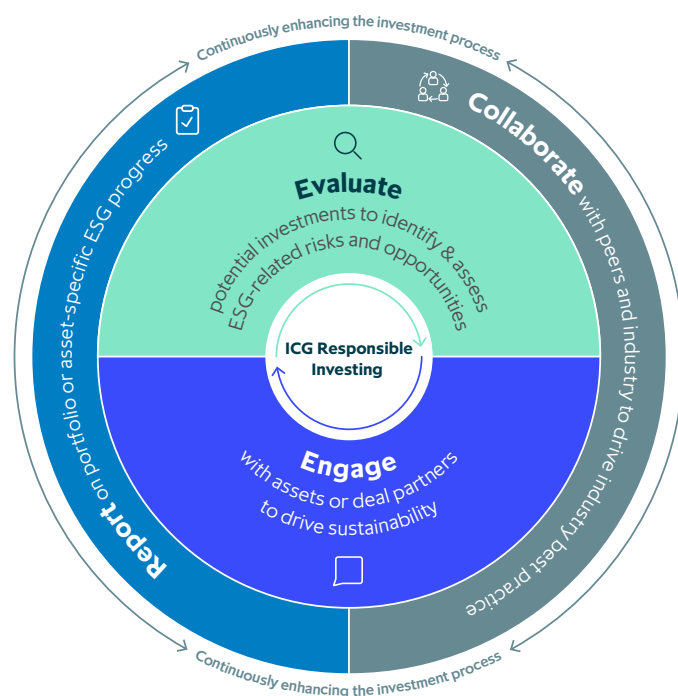 Continuously enhancing the investment process
Report on portfolio or asset-specific ESG progress
Collaborate with peers and industry to drive industry best practice
Evaluate
potential investments to identify & assess
ESG-related risks and opportunities
ICG Responsible
Investing
Engage
with assets or deal partners
to drive sustainability
Continuously enhancing the investment process